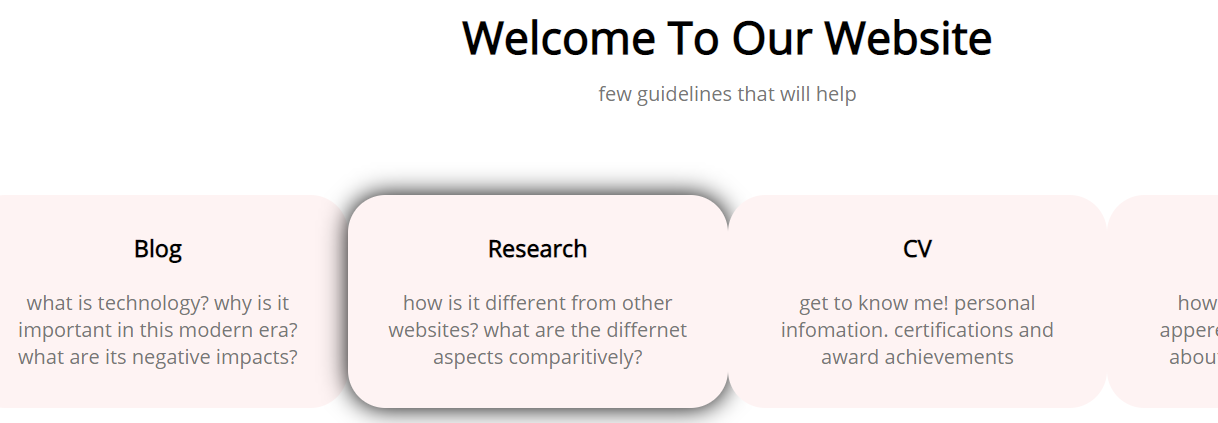 Welcome To Our Website
few guidelines that will help
Blog
what is technology? why is it
important in this modern era?
what are its negative impacts?
Research
how is it different from other
websites? what are the differnet
aspects comparitively?
CV
get to know me! personal
infomation. certifications and
award achievements
how